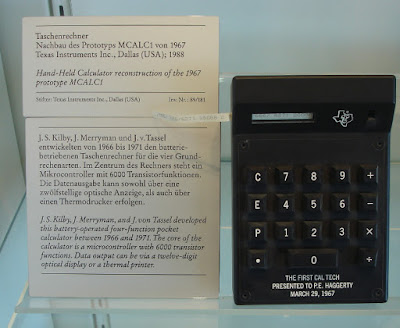 Taschenrechner
Nachbau des Prototyps MCALC1 von 1967
Texas Instruments Inc., Dallas (USA); 1988
Hand-Held Calculator reconstruction of the 1967
prototype MCALC1
Stifter: Texas Instruments Inc., Dallas (USA)
J. S. Kilby, J. Merryman und J. v. Tassel
entwickelten von 1966 bis 1971 den batterie-
betriebenen Taschenrechner für die vier Grund-
rechenarten. Im Zentrum des Rechners steht ein
Mikrocontroller mit 6000 Transistorfunktionen.
Die Datenausgabe kann sowohl über eine
zwölfstellige optische Anzeige, als auch über
einen Thermodrucker erfolgen.
J. S. Kilby, J. Merryman, and J. von Tassel developed
this battery-operated four-function pocket
calculator between 1966 and 1971. The core of the
calculator is a microcontroller with 6000 transistor
functions. Data output can be via a twelve-digit
optical display or a thermal printer.
C 7 8 9 +
E 4 5 6 -
P 1 2 3 ×
. 0 ÷
THE FIRST CAL TECH
PRESENTED TO P.E. HAGGERTY
MARCH 29, 1967